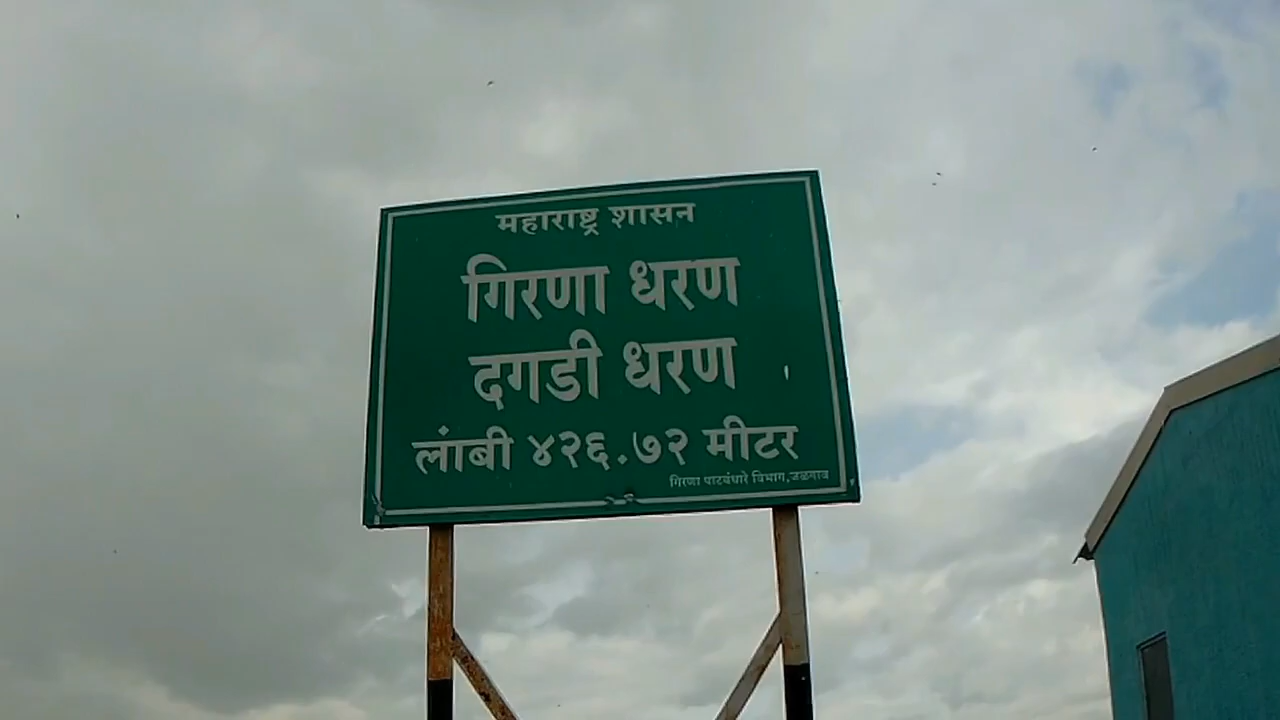 महाराष्ट्र शासन
गिरणा धरण
दगडी धरण
लांबी ४२६.७२ मीटर
गिरणा पाटबंधारे विभाग,जळगाव